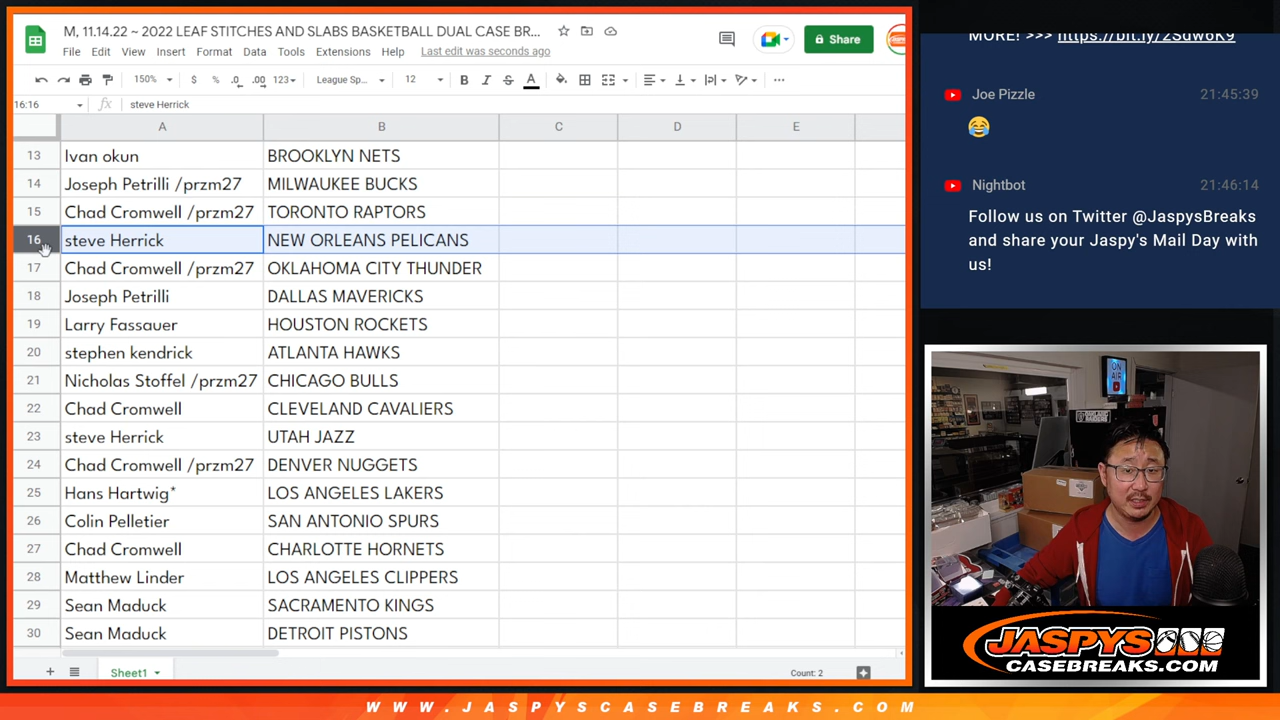 M, 11.14.22 ~ 2022 LEAF STITCHES AND SLABS BASKETBALL DUAL CASE BR...
File Edit View Insert Format Data Tools Extensions Help Last edit was seconds ago
Share
150% $ % .0 .00 123 League Sp... 12 B I S A
16:16 fx steve Herrick
A B C D E
13 Ivan okun BROOKLYN NETS
14 Joseph Petrilli /przm27 MILWAUKEE BUCKS
15 Chad Cromwell /przm27 TORONTO RAPTORS
16 steve Herrick NEW ORLEANS PELICANS
17 Chad Cromwell /przm27 OKLAHOMA CITY THUNDER
18 Joseph Petrilli DALLAS MAVERICKS
19 Larry Fassauer HOUSTON ROCKETS
20 stephen kendrick ATLANTA HAWKS
21 Nicholas Stoffel /przm27 CHICAGO BULLS
22 Chad Cromwell CLEVELAND CAVALIERS
23 steve Herrick UTAH JAZZ
24 Chad Cromwell /przm27 DENVER NUGGETS
25 Hans Hartwig* LOS ANGELES LAKERS
26 Colin Pelletier SAN ANTONIO SPURS
27 Chad Cromwell CHARLOTTE HORNETS
28 Matthew Linder LOS ANGELES CLIPPERS
29 Sean Maduck SACRAMENTO KINGS
30 Sean Maduck DETROIT PISTONS
Sheet1 Count: 2
MORE! >>> https://bit.ly/2Sdw6K9
Joe Pizzle 21:45:39
😂
Nightbot 21:46:14
Follow us on Twitter @JaspysBreaks
and share your Jaspy's Mail Day with
us!
ON
AIR
JASPYS
CASEBREAKS.COM
WWW.JASPYSCASEBREAKS.COM